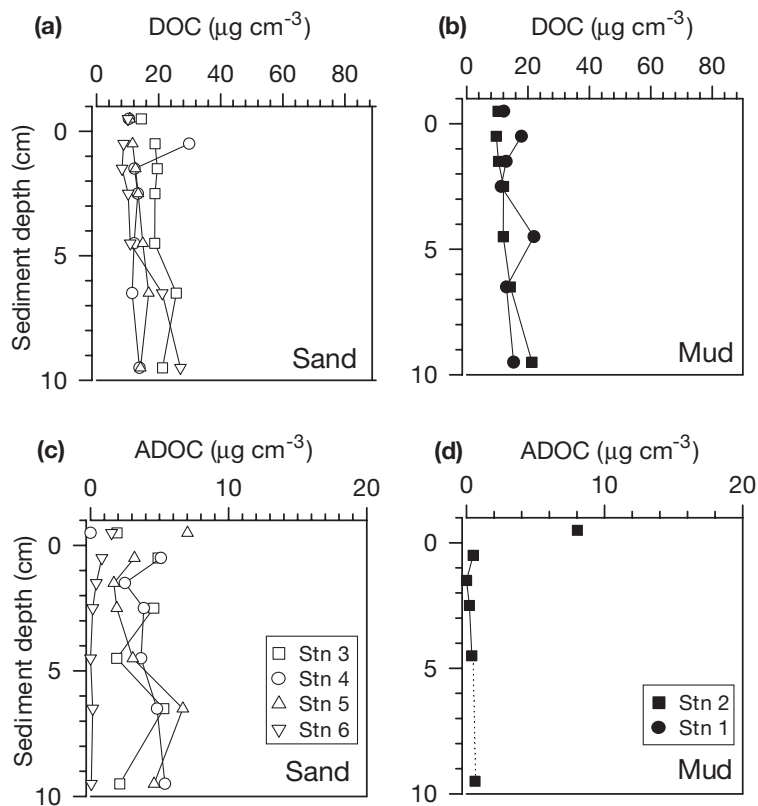 (a) DOC (μg cm⁻³)
0 20 40 60 80
Sediment depth (cm)
0
5
10
Sand
(b) DOC (μg cm⁻³)
0 20 40 60 80
0
5
10
Mud
(c) ADOC (μg cm⁻³)
0 10 20
Sediment depth (cm)
0
5
10
Stn 3
Stn 4
Stn 5
Stn 6
Sand
(d) ADOC (μg cm⁻³)
0 10 20
0
5
10
Stn 2
Stn 1
Mud